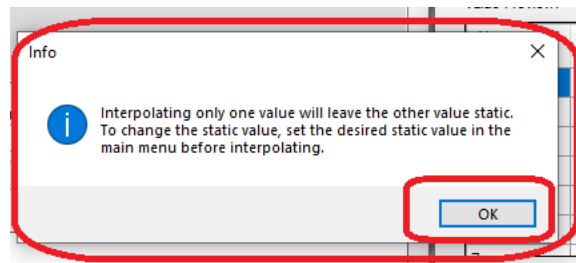 Info
Interpolating only one value will leave the other value static.
To change the static value, set the desired static value in the
main menu before interpolating.
OK